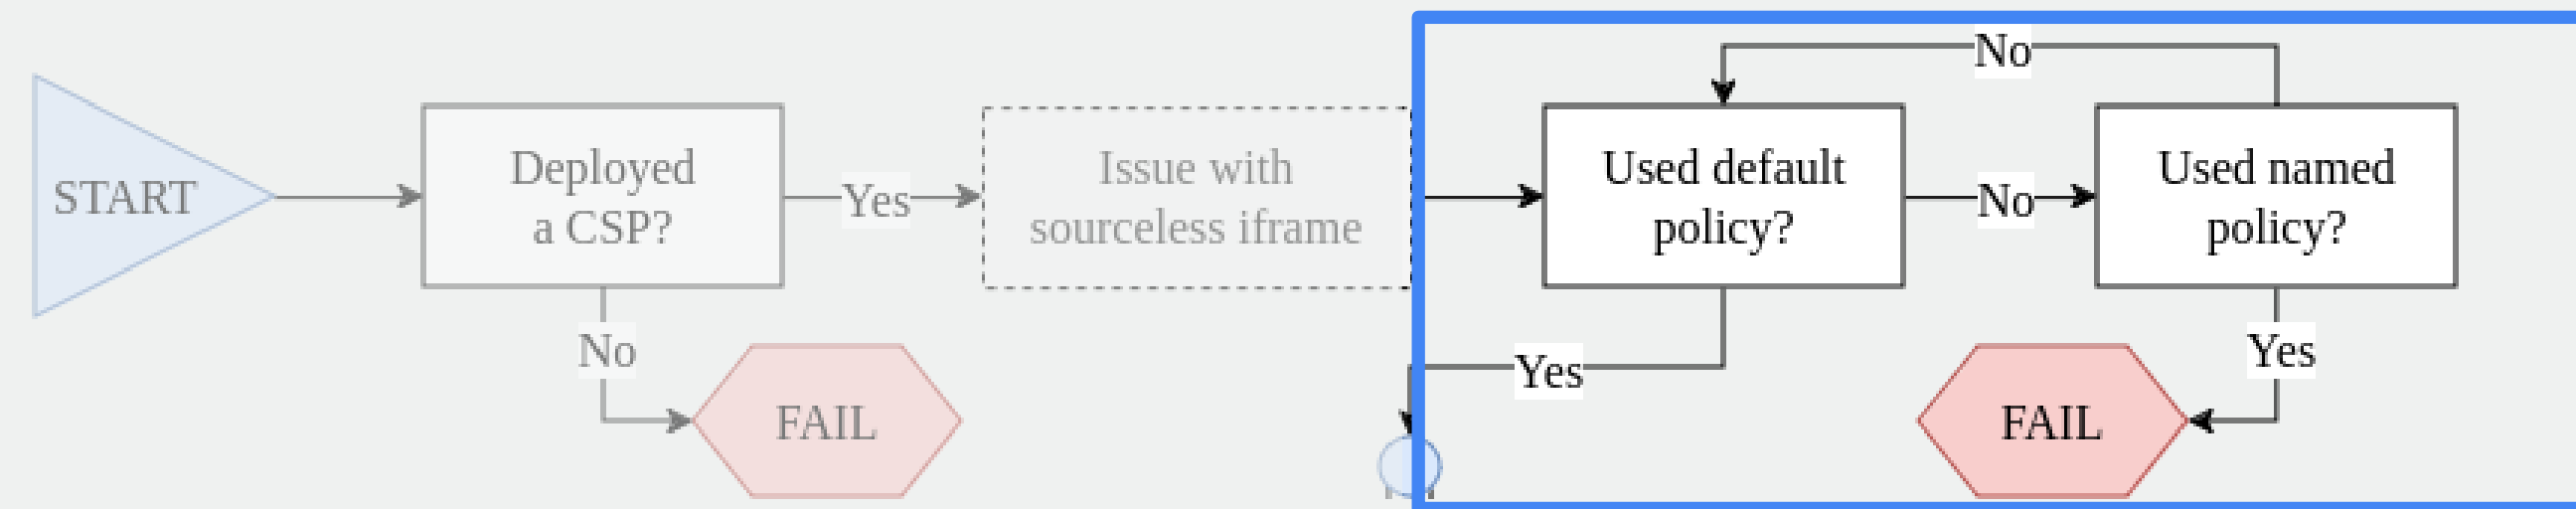 START
Deployed
a CSP?
Yes
No
FAIL
Issue with
sourceless iframe
Used default
policy?
Yes
No
No
Used named
policy?
Yes
FAIL